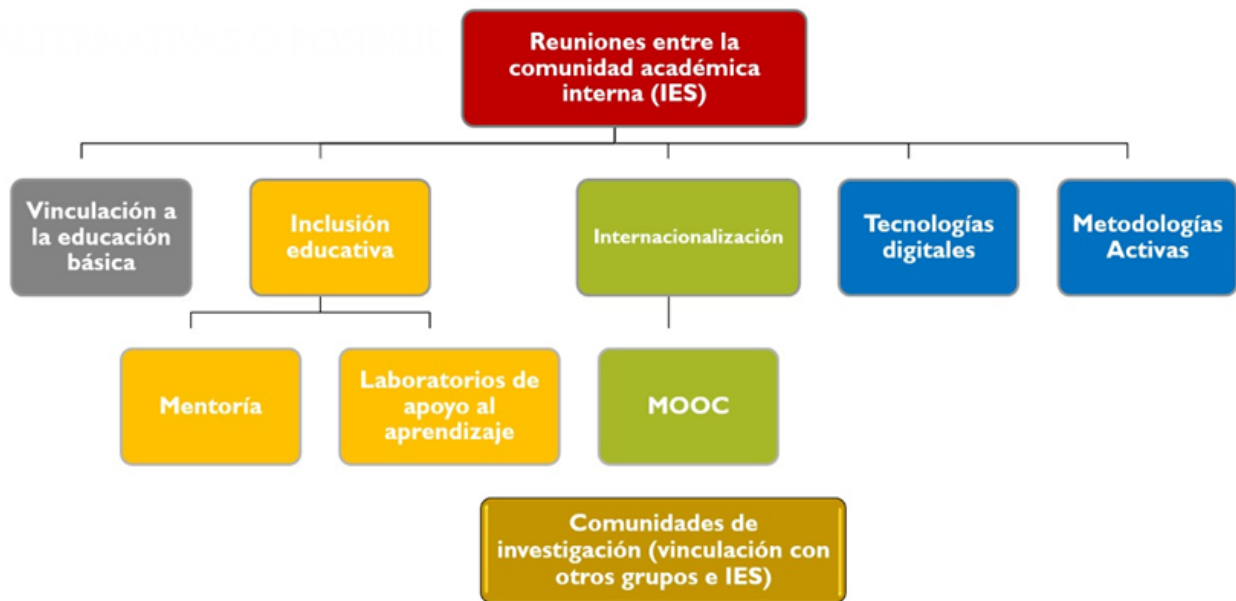 Reuniones entre la
comunidad académica
interna (IES)
Vinculación a
la educación
básica
Inclusión
educativa
Internacionalización
Tecnologías
digitales
Metodologías
Activas
Mentoría
Laboratorios de
apoyo al
aprendizaje
MOOC
Comunidades de
investigación (vinculación con
otros grupos e IES)